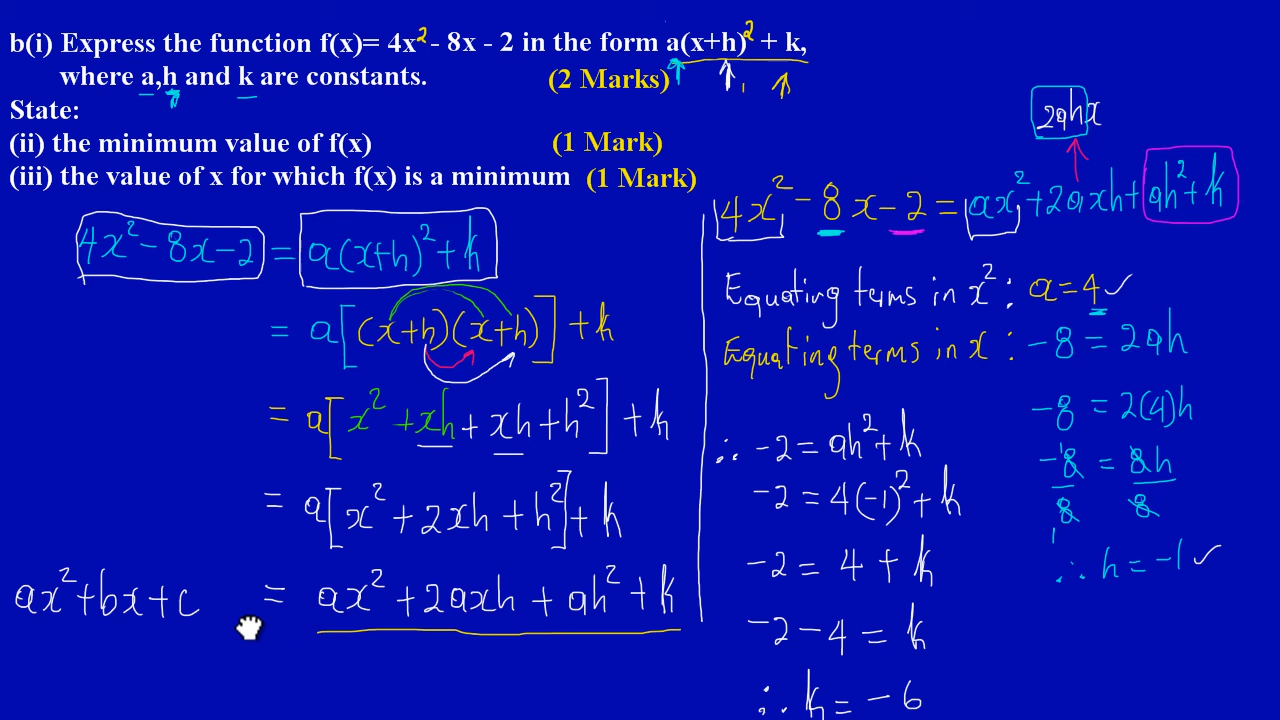 b(i) Express the function f(x)= 4x² - 8x - 2 in the form a(x+h)² + k,
where a,h and k are constants. (2 Marks)
State:
(ii) the minimum value of f(x) (1 Mark)
(iii) the value of x for which f(x) is a minimum (1 Mark)
4x² - 8x - 2 = a(x+h)² + k
= a[(x+h)(x+h)] + k
= a[x² + xh + xh + h²] + k
= a[x² + 2xh + h²] + k
ax² + bx + c = ax² + 2axh + ah² + k
2ahx
4x² - 8x - 2 = ax² + 2axh + ah² + k
Equating terms in x² : a = 4 ✓
Equating terms in x : -8 = 2ah
-8 = 2(4)h
-8/8 = 8h/8
∴ h = -1 ✓
∴ -2 = ah² + k
-2 = 4(-1)² + k
-2 = 4 + k
-2 - 4 = k
∴ k = -6